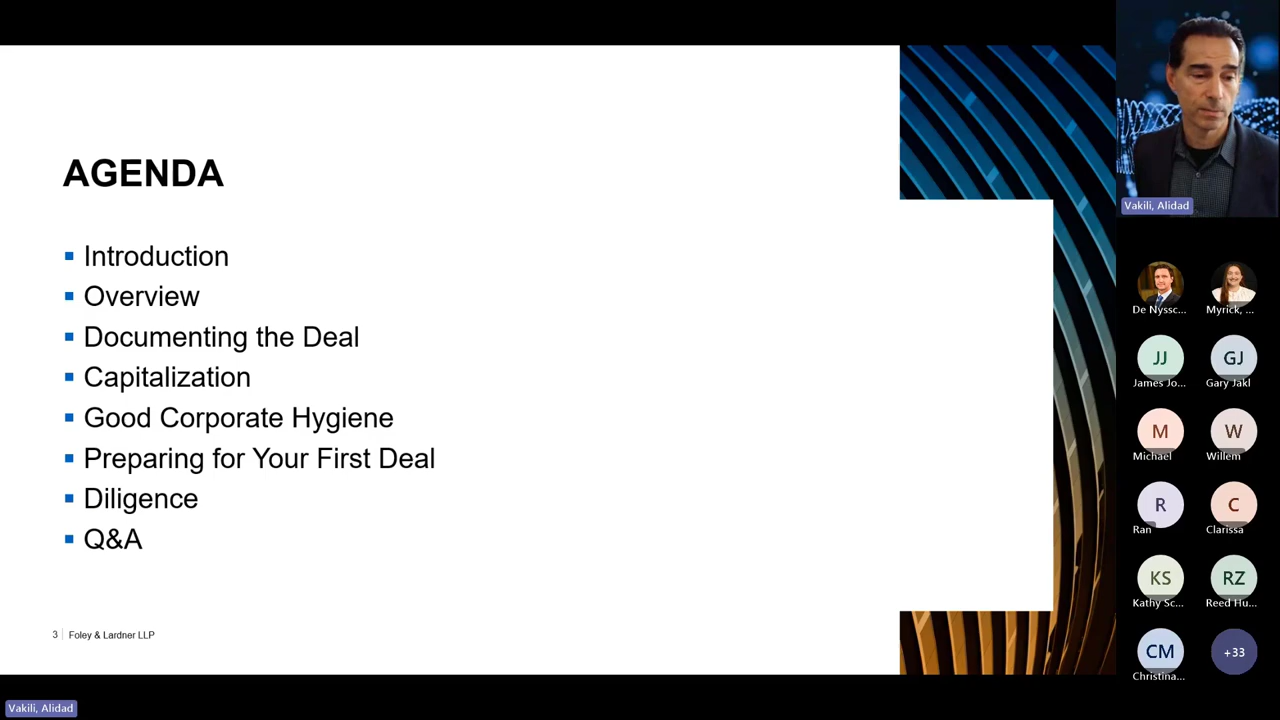 AGENDA
Introduction
Overview
Documenting the Deal
Capitalization
Good Corporate Hygiene
Preparing for Your First Deal
Diligence
Q&A
3 Foley & Lardner LLP
Vakili, Alidad
Vakili, Alidad
De Nyssc... Myrick, ...
JJ GJ
James Jo... Gary Jakl
M W
Michael Willem
R C
Ran Clarissa
KS RZ
Kathy Sc... Reed Hu...
CM +33
Christina...